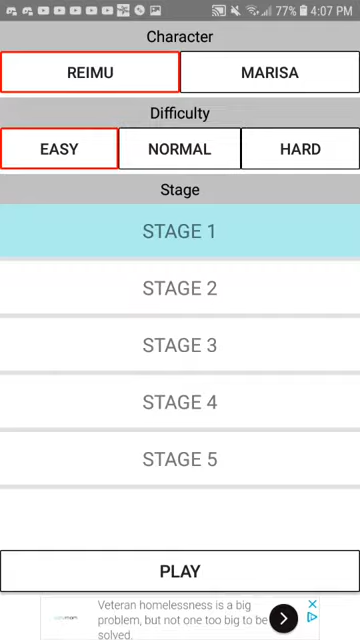 77% 4:07 PM
Character
REIMU MARISA
Difficulty
EASY NORMAL HARD
Stage
STAGE 1
STAGE 2
STAGE 3
STAGE 4
STAGE 5
PLAY
Veteran homelessness is a big
problem, but not one too big to be
solved.